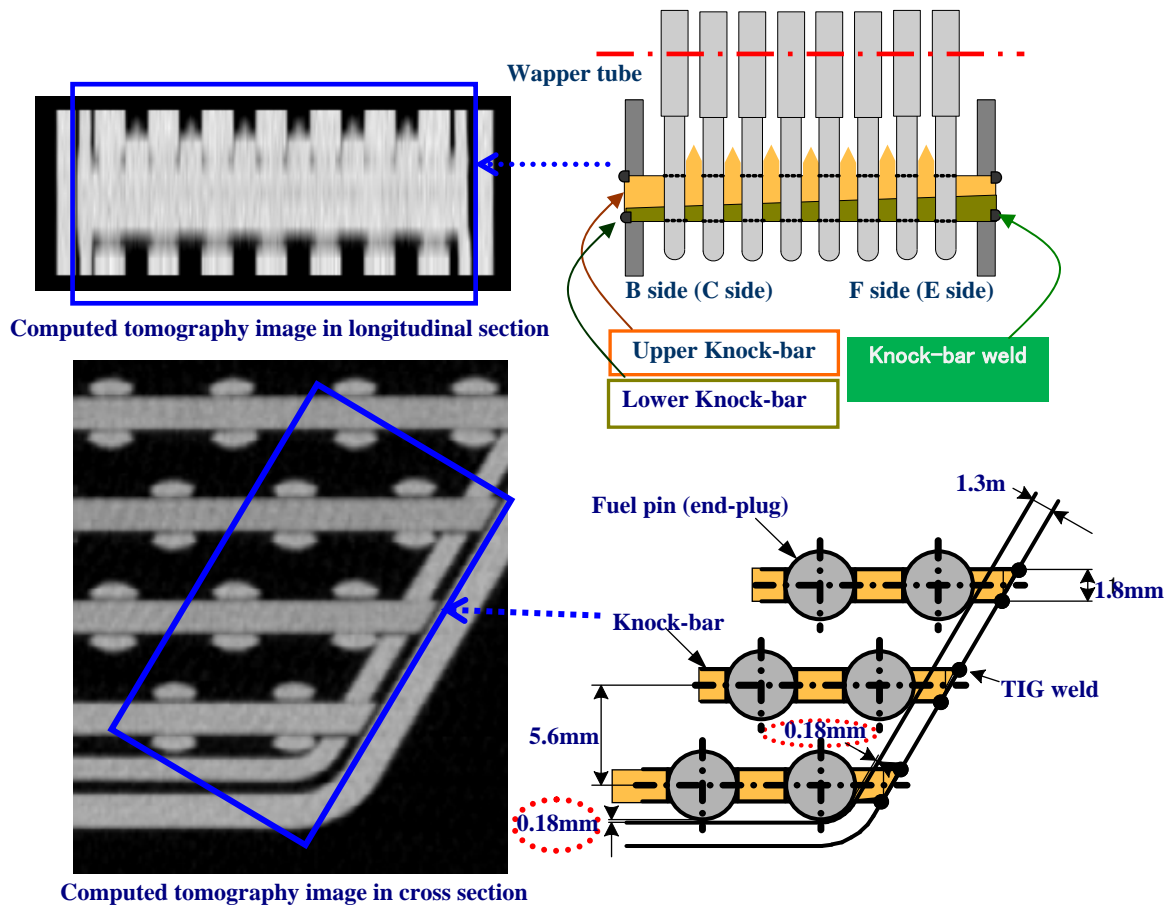 Wapper tube
B side (C side)
F side (E side)
Computed tomography image in longitudinal section
Upper Knock-bar
Knock-bar weld
Lower Knock-bar
1.3m
Fuel pin (end-plug)
1.8mm
Knock-bar
TIG weld
0.18mm
5.6mm
0.18mm
Computed tomography image in cross section